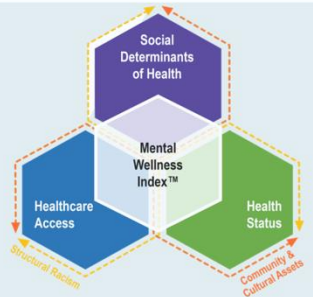 Social
Determinants
of Health
Mental
Wellness
Index™
Healthcare
Access
Health
Status
Structural Racism
Community &
Cultural Assets